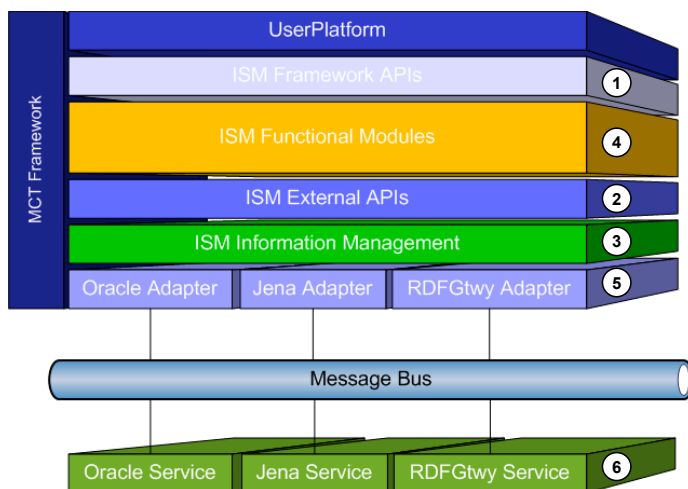 UserPlatform
MCT Framework
ISM Framework APIs
1
ISM Functional Modules
4
ISM External APIs
2
ISM Information Management
3
Oracle Adapter
Jena Adapter
RDFGtwy Adapter
5
Message Bus
Oracle Service
Jena Service
RDFGtwy Service
6